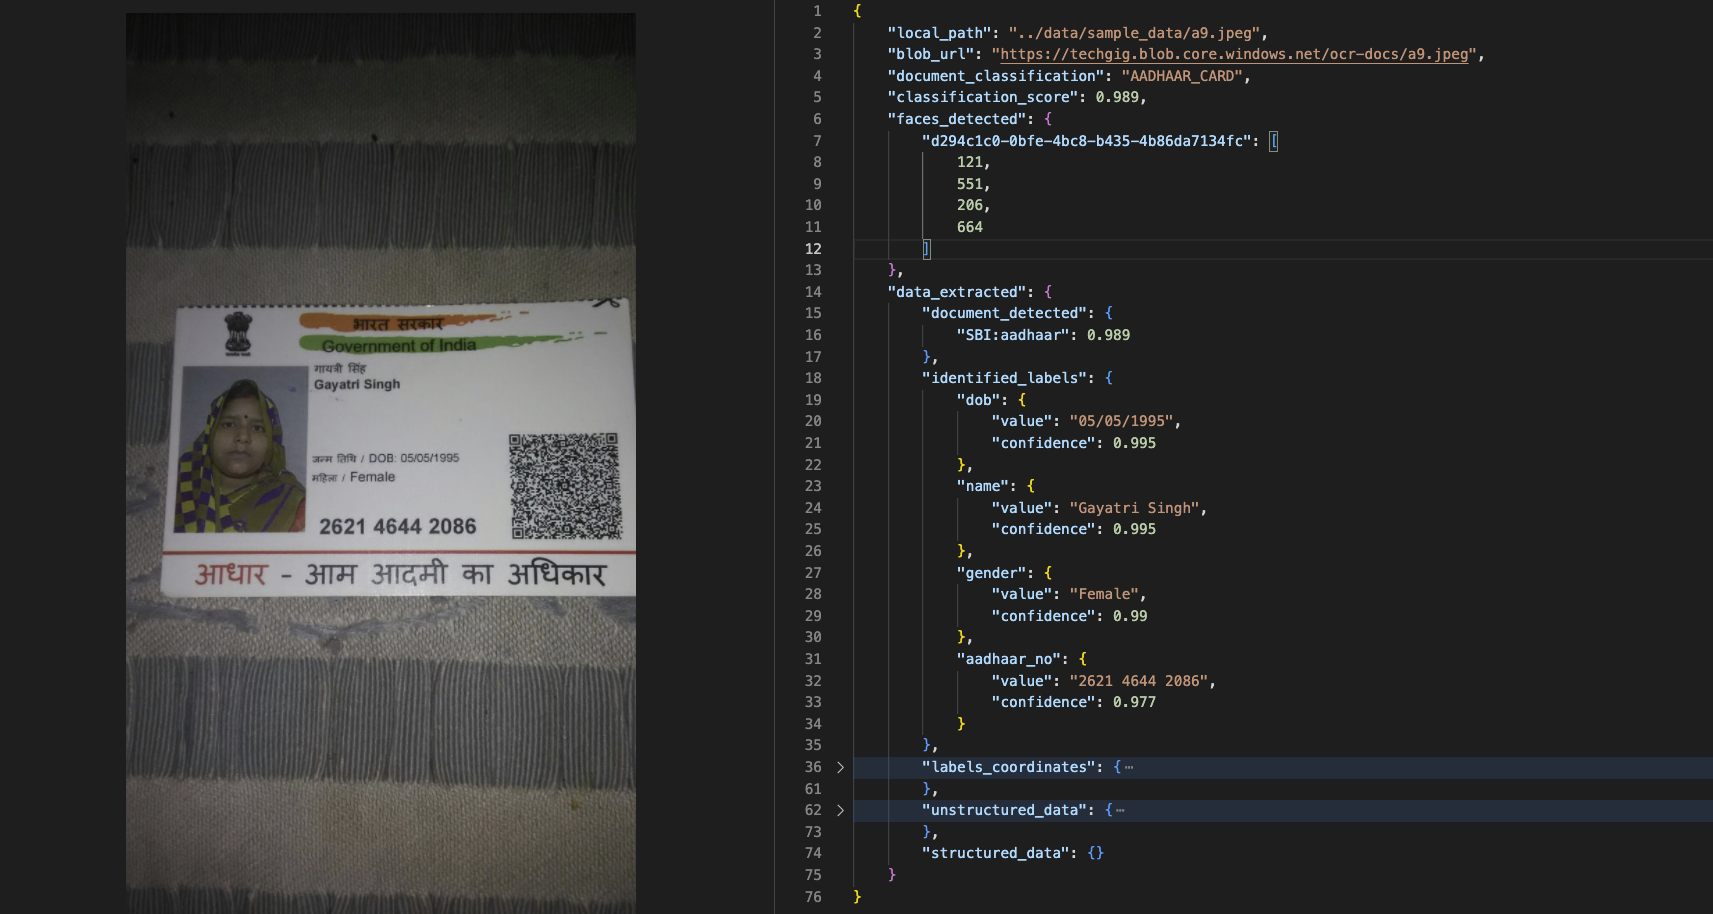 भारत सरकार
Government of India
गायत्री सिंह
Gayatri Singh
जन्म तिथि / DOB: 05/05/1995
महिला / Female
2621 4644 2086
आधार - आम आदमी का अधिकार
1 {
2 "local_path": "../data/sample_data/a9.jpeg",
3 "blob_url": "https://techgig.blob.core.windows.net/ocr-docs/a9.jpeg",
4 "document_classification": "AADHAAR_CARD",
5 "classification_score": 0.989,
6 "faces_detected": {
7 "d294c1c0-0bfe-4bc8-b435-4b86da7134fc": [
8 121,
9 551,
10 206,
11 664
12 ]
13 },
14 "data_extracted": {
15 "document_detected": {
16 "SBI:aadhaar": 0.989
17 },
18 "identified_labels": {
19 "dob": {
20 "value": "05/05/1995",
21 "confidence": 0.995
22 },
23 "name": {
24 "value": "Gayatri Singh",
25 "confidence": 0.995
26 },
27 "gender": {
28 "value": "Female",
29 "confidence": 0.99
30 },
31 "aadhaar_no": {
32 "value": "2621 4644 2086",
33 "confidence": 0.977
34 }
35 },
36 "labels_coordinates": { ⋯
61 },
62 "unstructured_data": { ⋯
73 },
74 "structured_data": {}
75 }
76 }